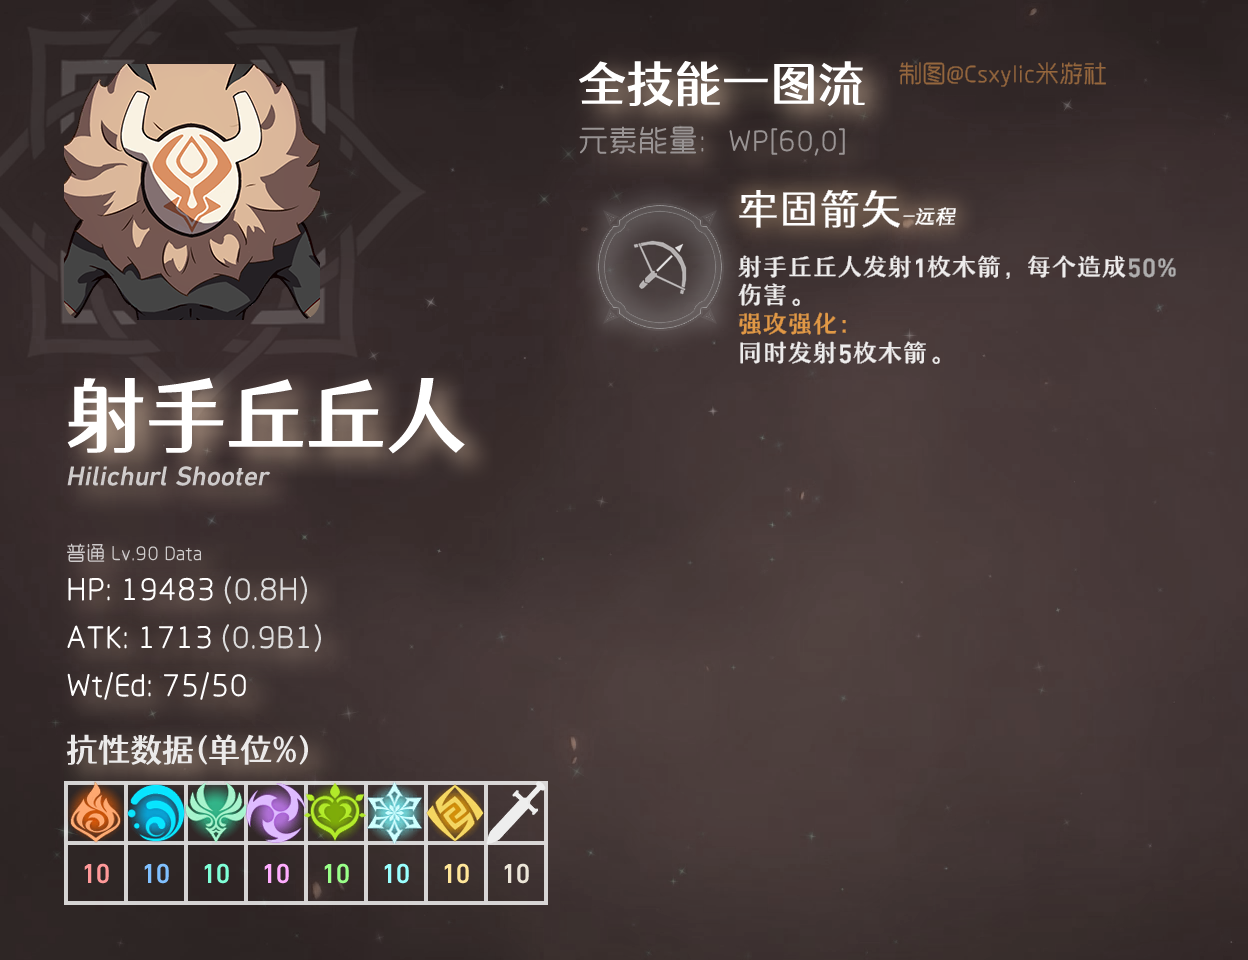 全技能一图流
制图@Csxylic米游社
元素能量: WP[60,0]
牢固箭矢-远程
射手丘丘人发射1枚木箭，每个造成50%
伤害。
强攻强化:
同时发射5枚木箭。
射手丘丘人
Hilichurl Shooter
普通 Lv.90 Data
HP: 19483 (0.8H)
ATK: 1713 (0.9B1)
Wt/Ed: 75/50
抗性数据(单位%)
10 10 10 10 10 10 10 10